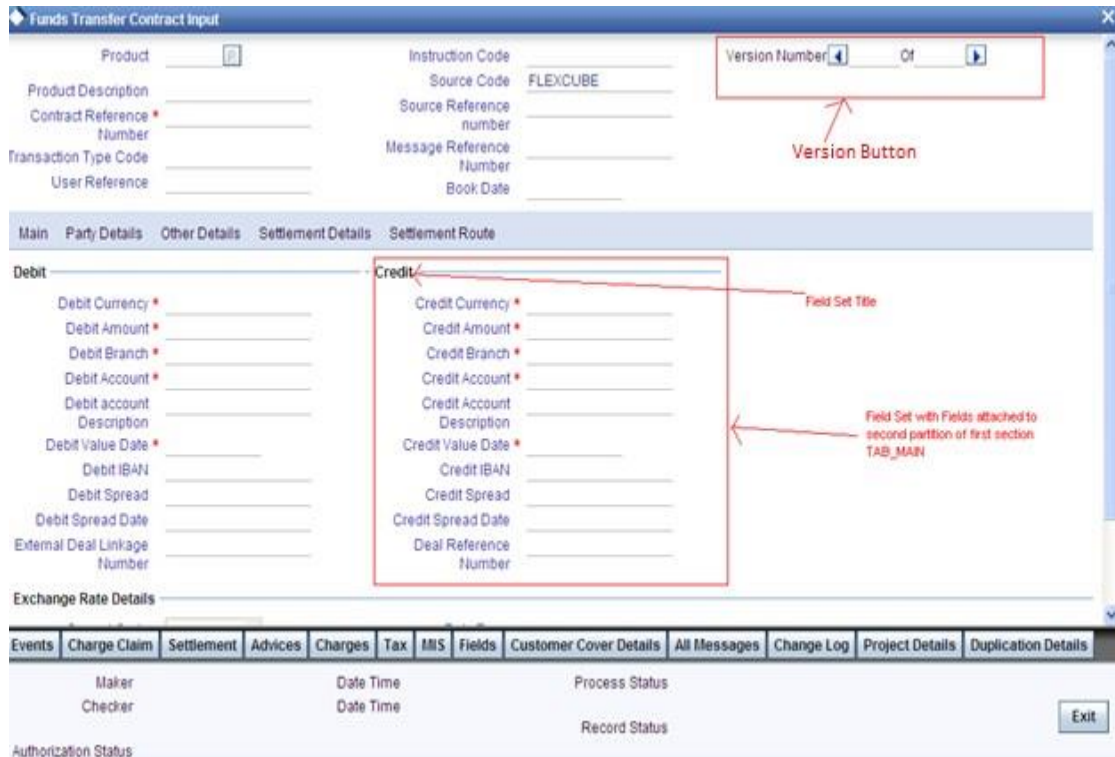 Funds Transfer Contract Input
Product
Product Description
Contract Reference *
Number
Transaction Type Code
User Reference
Instruction Code
Source Code FLEXCUBE
Source Reference
number
Message Reference
Number
Book Date
Version Number Of
Version Button
Main Party Details Other Details Settlement Details Settlement Route
Debit
Debit Currency *
Debit Amount *
Debit Branch *
Debit Account *
Debit account
Description
Debit Value Date *
Debit IBAN
Debit Spread
Debit Spread Date
External Deal Linkage
Number
Credit
Credit Currency *
Credit Amount *
Credit Branch *
Credit Account *
Credit Account
Description
Credit Value Date *
Credit IBAN
Credit Spread
Credit Spread Date
Deal Reference
Number
Field Set Title
Field Set with Fields attached to
second partition of first section
TAB_MAIN
Exchange Rate Details
Events Charge Claim Settlement Advices Charges Tax MIS Fields Customer Cover Details All Messages Change Log Project Details Duplication Details
Maker Date Time Process Status
Checker Date Time
Record Status
Exit
Authorization Status